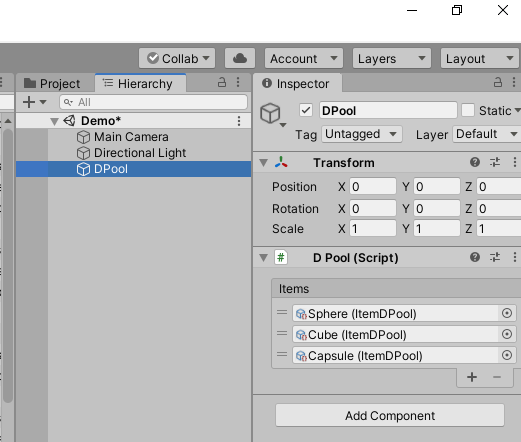 Collab Account Layers Layout
Project Hierarchy Inspector
All
DPool Static
Demo*
Tag Untagged Layer Default
Main Camera
Directional Light
DPool
Transform
Position X 0 Y 0 Z 0
Rotation X 0 Y 0 Z 0
Scale X 1 Y 1 Z 1
# D Pool (Script)
Items
Sphere (ItemDPool)
Cube (ItemDPool)
Capsule (ItemDPool)
Add Component